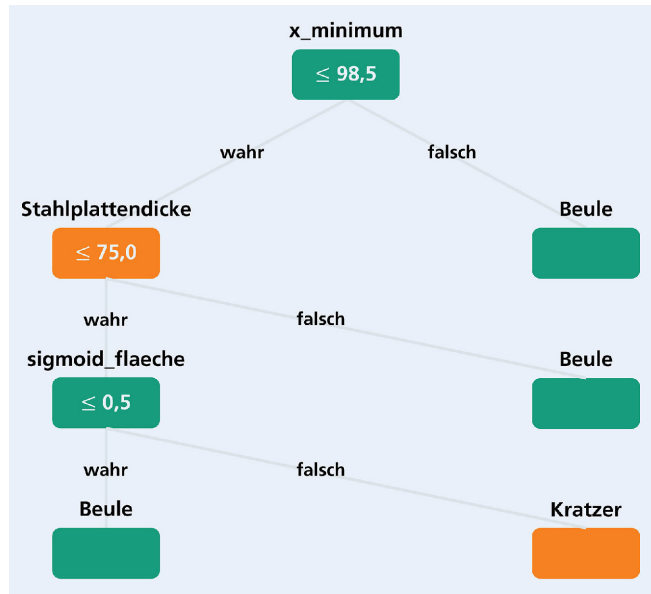 x_minimum
≤ 98,5
wahr falsch
Stahlplattendicke Beule
≤ 75,0
wahr falsch
sigmoid_flaeche Beule
≤ 0,5
wahr falsch
Beule Kratzer